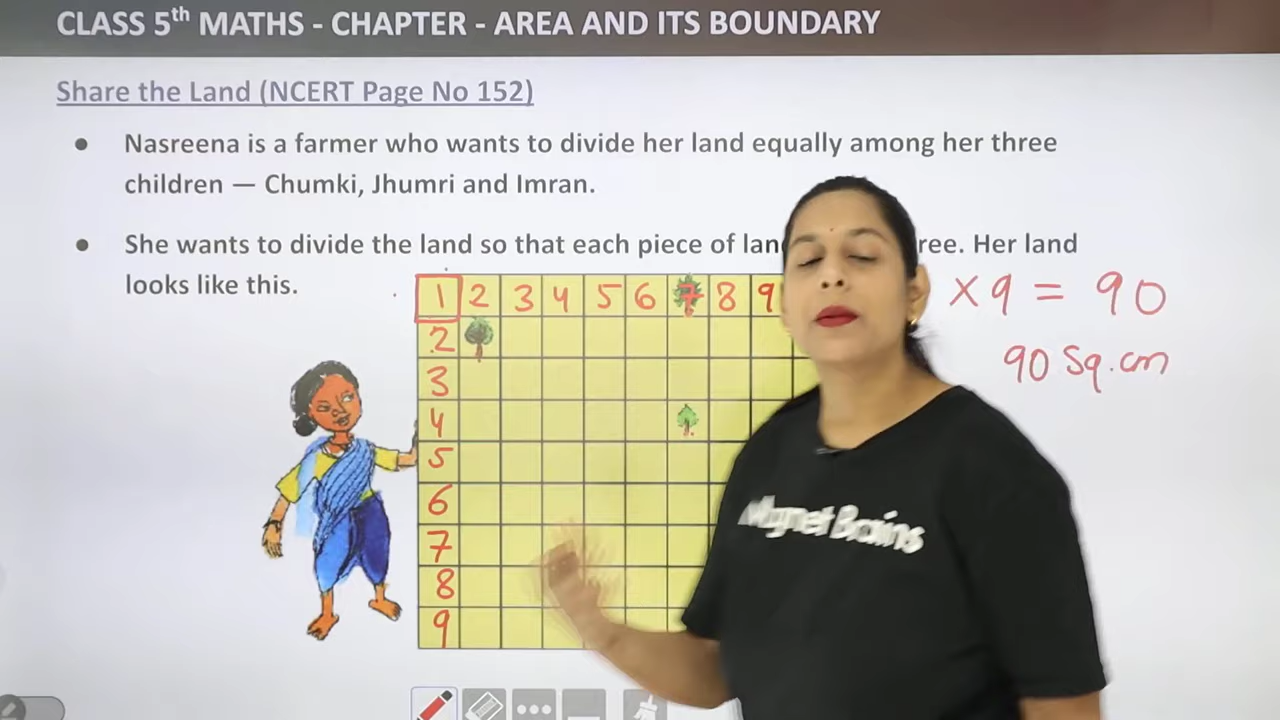 CLASS 5th MATHS - CHAPTER - AREA AND ITS BOUNDARY
Share the Land (NCERT Page No 152)
● Nasreena is a farmer who wants to divide her land equally among her three
children — Chumki, Jhumri and Imran.
● She wants to divide the land so that each piece of lan ree. Her land
looks like this.
1 2 3 4 5 6 7 8 9
2
3
4
5
6
7
8
9
×9 = 90
90 Sq.cm
Magnet Brains